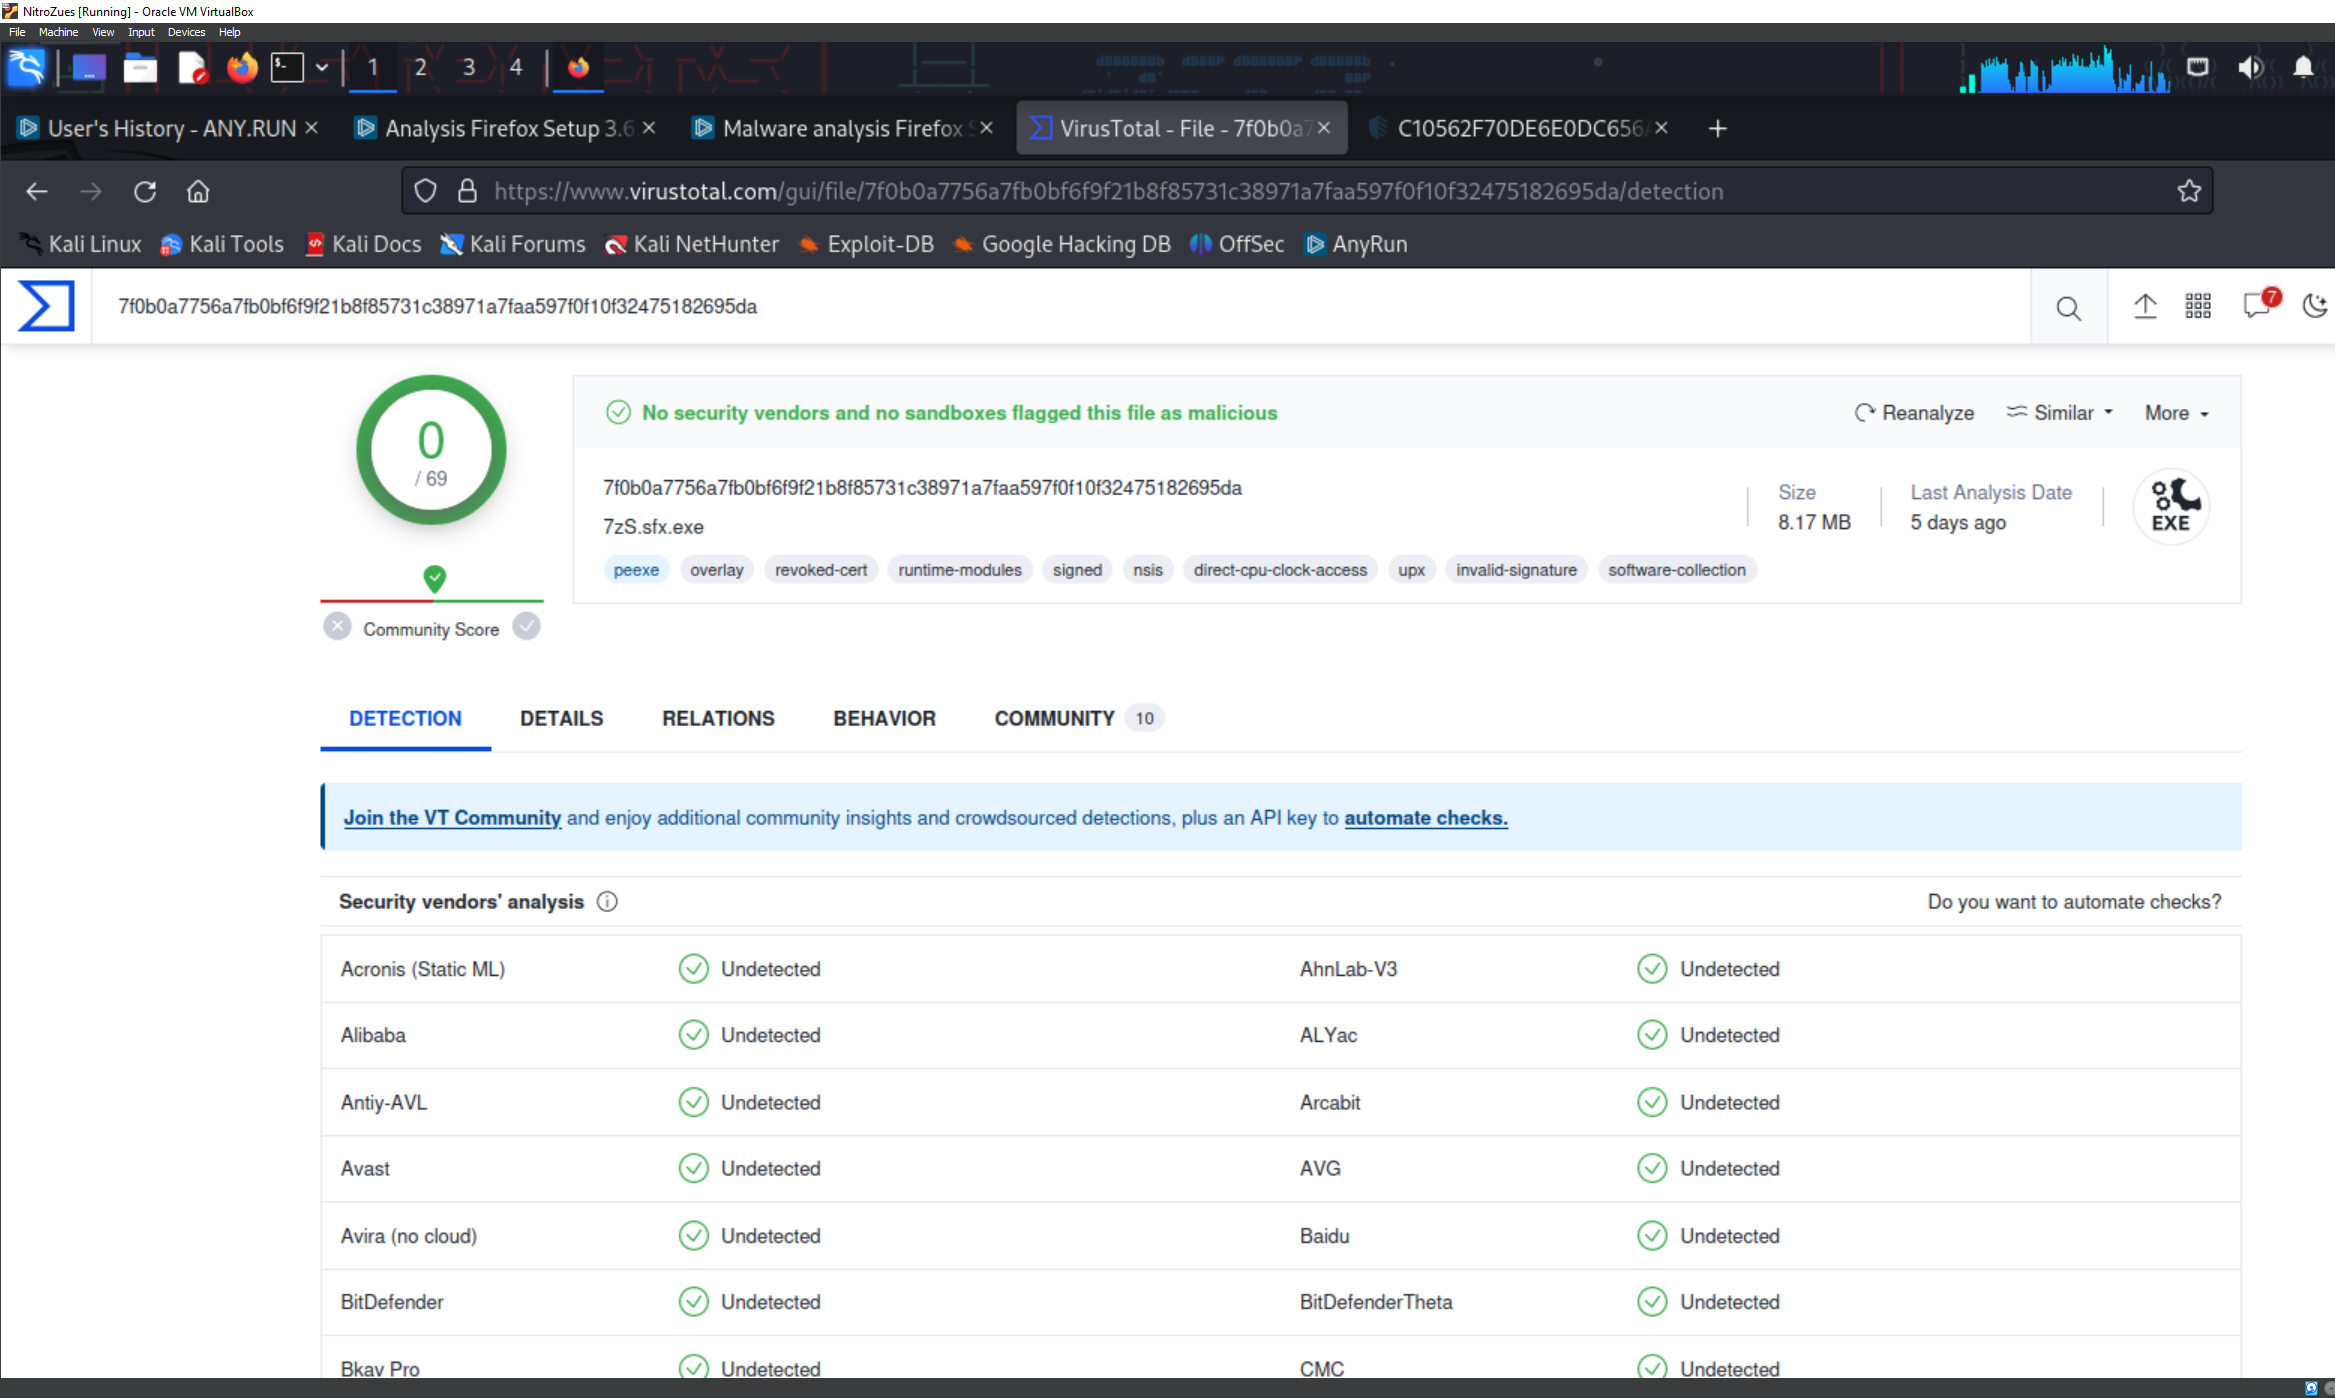 NitroZues [Running] - Oracle VM VirtualBox
File Machine View Input Devices Help
1 2 3 4
User's History - ANY.RUN
Analysis Firefox Setup 3.6
Malware analysis Firefox S
VirusTotal - File - 7f0b0a7
C10562F70DE6E0DC656
https://www.virustotal.com/gui/file/7f0b0a7756a7fb0bf6f9f21b8f85731c38971a7faa597f0f10f32475182695da/detection
Kali Linux Kali Tools Kali Docs Kali Forums Kali NetHunter Exploit-DB Google Hacking DB OffSec AnyRun
7f0b0a7756a7fb0bf6f9f21b8f85731c38971a7faa597f0f10f32475182695da
7
0
/ 69
Community Score
No security vendors and no sandboxes flagged this file as malicious
Reanalyze Similar More
7f0b0a7756a7fb0bf6f9f21b8f85731c38971a7faa597f0f10f32475182695da
7zS.sfx.exe
peexe overlay revoked-cert runtime-modules signed nsis direct-cpu-clock-access upx invalid-signature software-collection
Size
8.17 MB
Last Analysis Date
5 days ago
EXE
DETECTION DETAILS RELATIONS BEHAVIOR COMMUNITY 10
Join the VT Community and enjoy additional community insights and crowdsourced detections, plus an API key to automate checks.
Security vendors' analysis
Do you want to automate checks?
Acronis (Static ML) Undetected AhnLab-V3 Undetected
Alibaba Undetected ALYac Undetected
Antiy-AVL Undetected Arcabit Undetected
Avast Undetected AVG Undetected
Avira (no cloud) Undetected Baidu Undetected
BitDefender Undetected BitDefenderTheta Undetected
Bkav Pro Undetected CMC Undetected